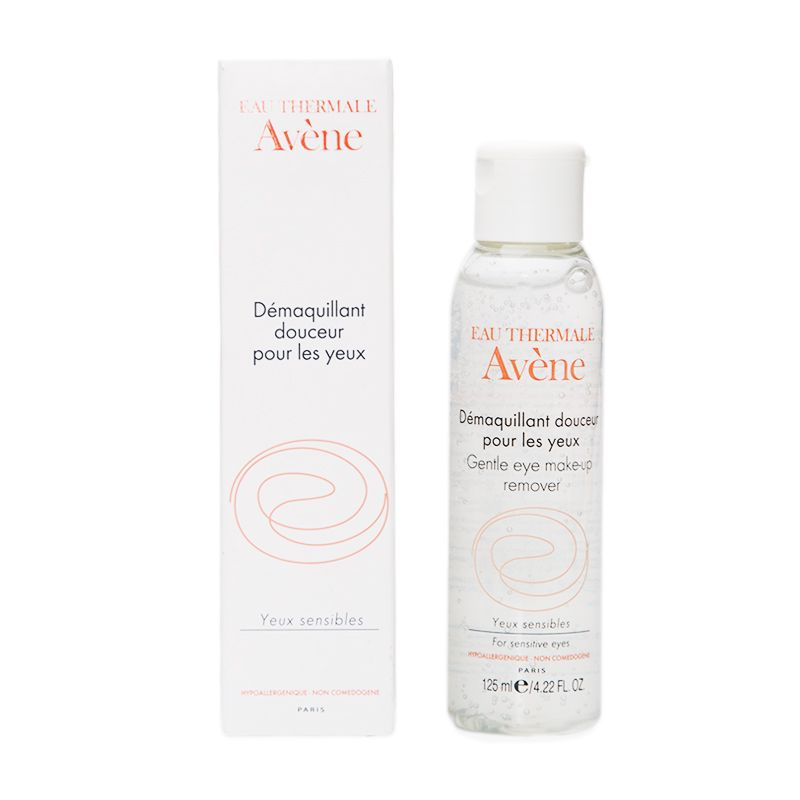 EAU THERMALE
Avène
Démaquillant
douceur
pour les yeux
Yeux sensibles
HYPOALLERGENIQUE - NON COMEDOGENE
PARIS
EAU THERMALE
Avène
Démaquillant douceur
pour les yeux
Gentle eye make-up
remover
Yeux sensibles
For sensitive eyes
HYPOALLERGENIQUE - NON COMEDOGENE
PARIS
125 ml e/4.22 FL. OZ.